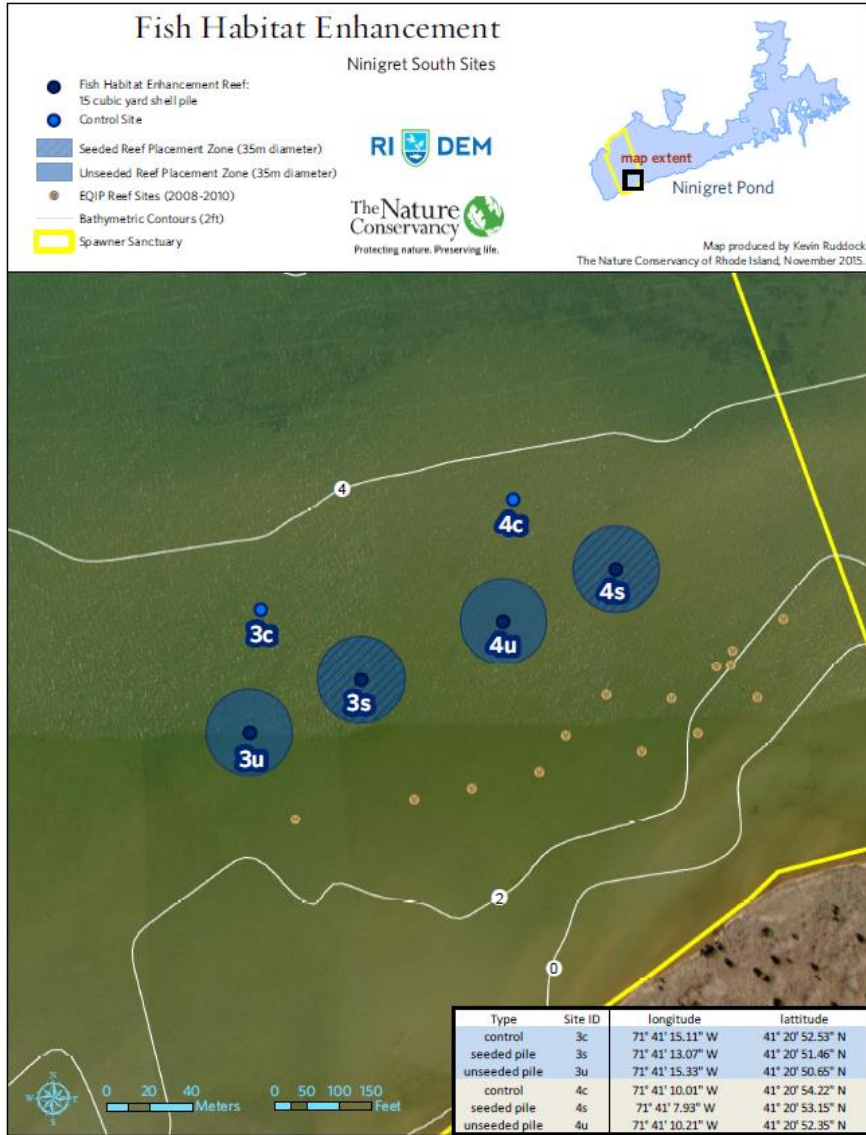 Fish Habitat Enhancement
Ninigret South Sites
Fish Habitat Enhancement Reef:
15 cubic yard shell pile
Control Site
Seeded Reef Placement Zone (35m diameter)
Unseeded Reef Placement Zone (35m diameter)
EQIP Reef Sites (2008-2010)
Bathymetric Contours (2ft)
Spawner Sanctuary
RI DEM
The Nature
Conservancy
Protecting nature. Preserving life.
map extent
Ninigret Pond
Map produced by Kevin Ruddock
The Nature Conservancy of Rhode Island, November 2015.
4
4c
4s
3c
4u
3s
3u
2
0
Type Site ID longitude lattitude
control 3c 71° 41' 15.11" W 41° 20' 52.53" N
seeded pile 3s 71° 41' 13.07" W 41° 20' 51.46" N
unseeded pile 3u 71° 41' 15.33" W 41° 20' 50.65" N
control 4c 71° 41' 10.01" W 41° 20' 54.22" N
seeded pile 4s 71° 41' 7.93" W 41° 20' 53.15" N
unseeded pile 4u 71° 41' 10.21" W 41° 20' 52.35" N
N
W E
S
0 20 40
Meters
0 50 100 150
Feet